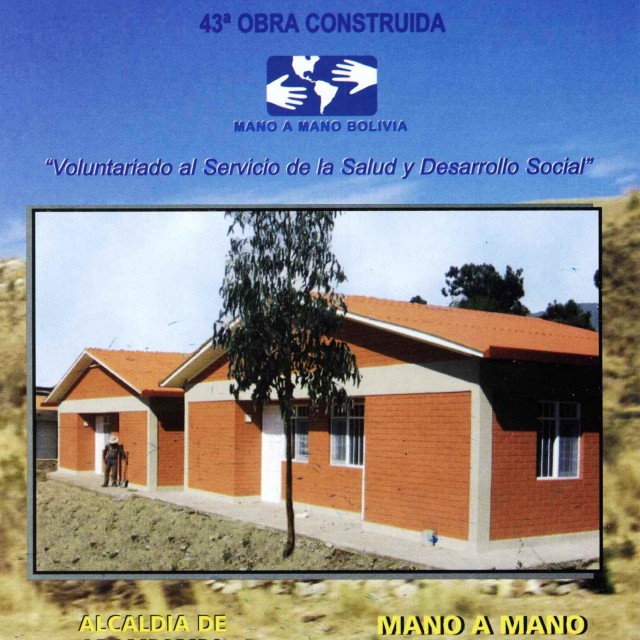 43ª OBRA CONSTRUIDA
MANO A MANO BOLIVIA
"Voluntariado al Servicio de la Salud y Desarrollo Social"
ALCALDIA DE
MANO A MANO